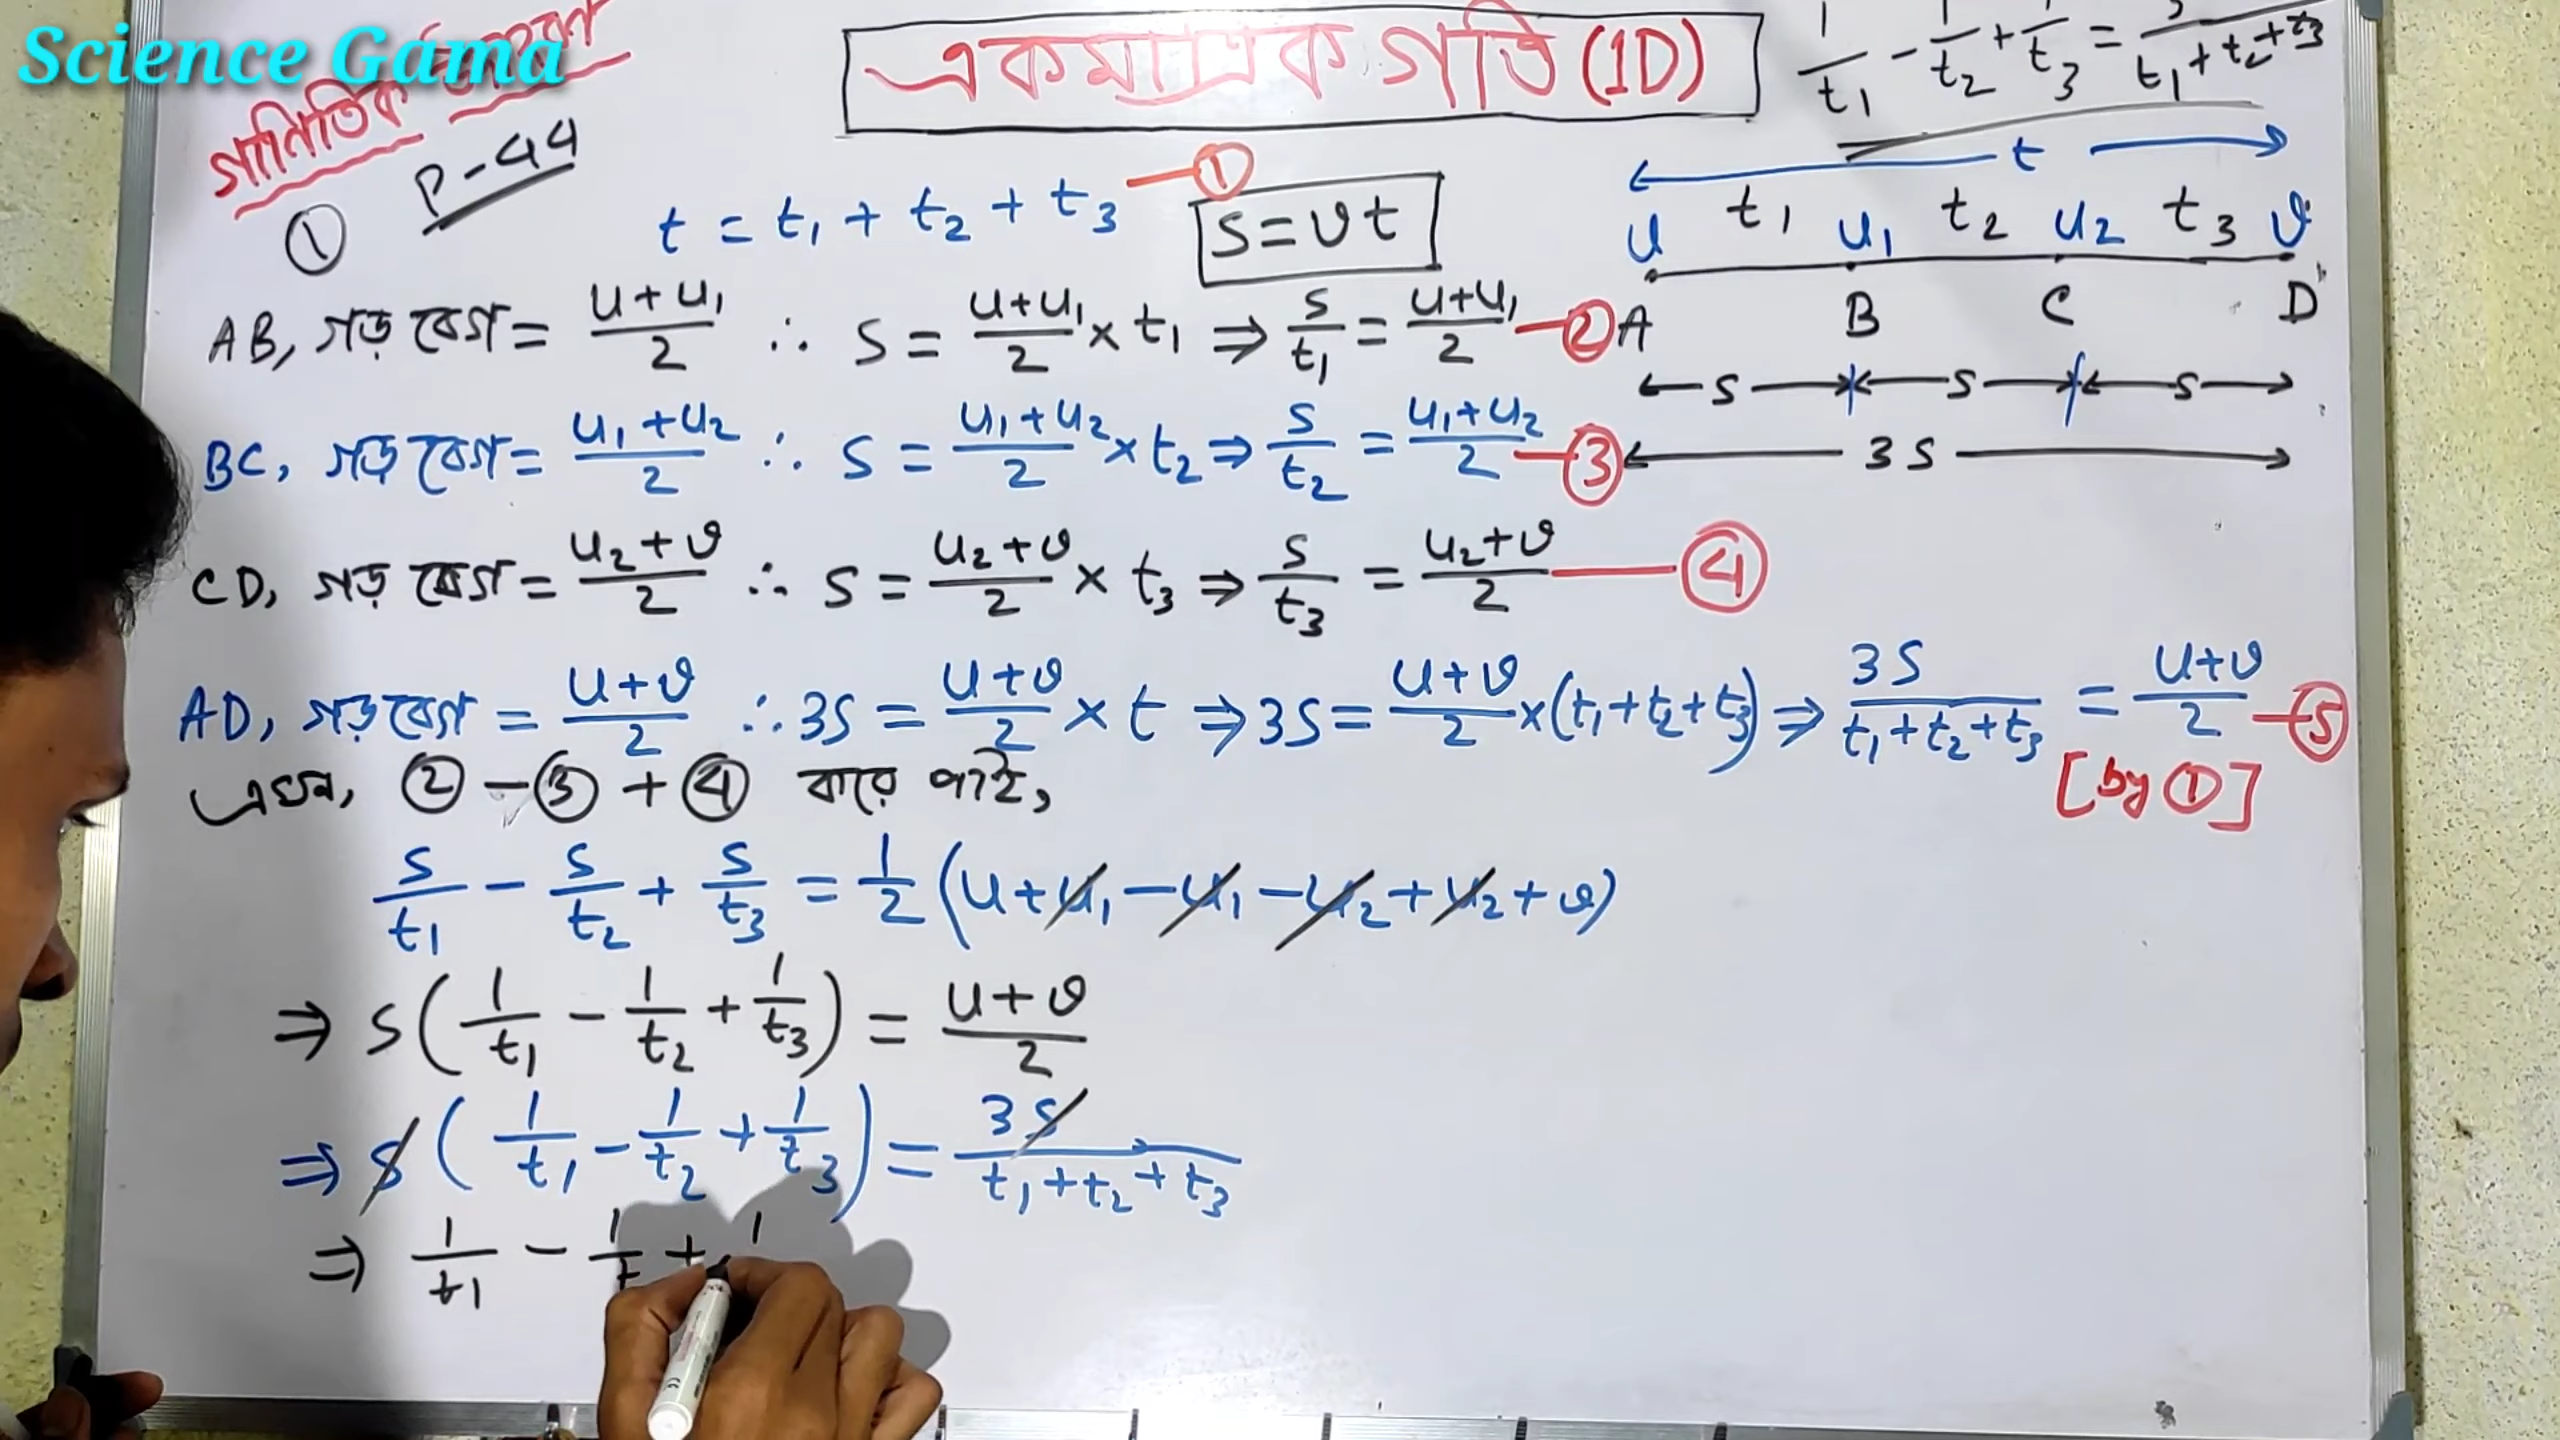 Science Gama
গানিতিক
P-44
①
একমাত্রিক গতি (1D)
1/t₁ - 1/t₂ + 1/t₃ = 3/(t₁ + t₂ + t₃)
t = t₁ + t₂ + t₃ —①
S = vt
t
t₁ t₂ t₃
u u₁ u₂ v
A B C D
S S S
3S
AB, গড় বেগ = (u + u₁)/2 ∴ S = (u + u₁)/2 × t₁ ⇒ S/t₁ = (u + u₁)/2 —②
BC, গড় বেগ = (u₁ + u₂)/2 ∴ S = (u₁ + u₂)/2 × t₂ ⇒ S/t₂ = (u₁ + u₂)/2 —③
CD, গড় বেগ = (u₂ + v)/2 ∴ S = (u₂ + v)/2 × t₃ ⇒ S/t₃ = (u₂ + v)/2 —④
AD, গড় বেগ = (u + v)/2 ∴ 3S = (u + v)/2 × t ⇒ 3S = (u + v)/2 × (t₁ + t₂ + t₃) ⇒ 3S/(t₁ + t₂ + t₃) = (u + v)/2 —⑤
[by ①]
এখন, ② - ③ + ④ করে পাই,
S/t₁ - S/t₂ + S/t₃ = 1/2 (u + u₁ - u₁ - u₂ + u₂ + v)
⇒ S(1/t₁ - 1/t₂ + 1/t₃) = (u + v)/2
⇒ S(1/t₁ - 1/t₂ + 1/t₃) = 3S/(t₁ + t₂ + t₃)
⇒ 1/t₁ - 1/t + 1